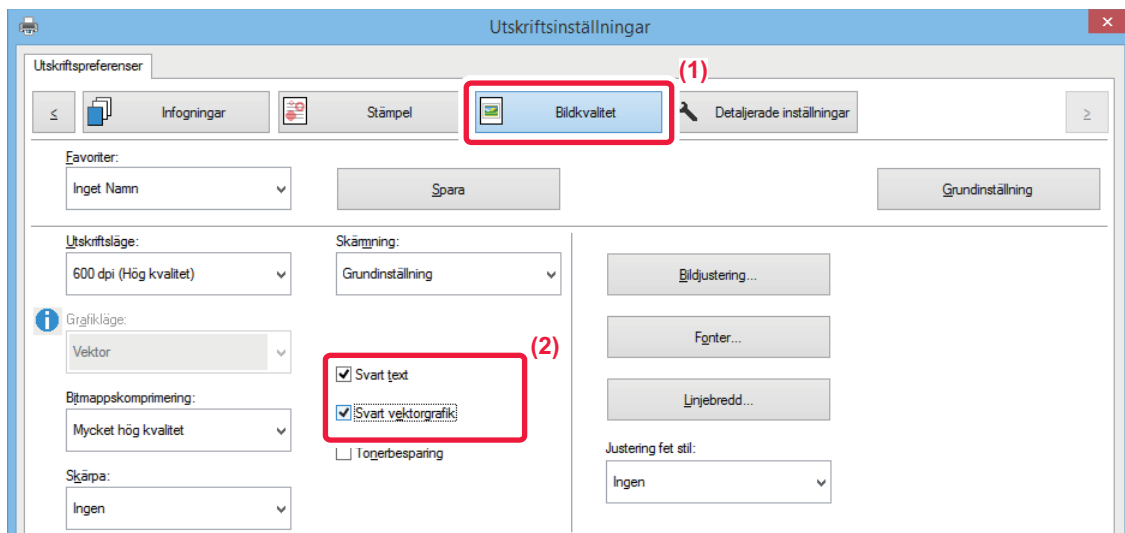 Utskriftsinställningar
×
Utskriftspreferenser
(1)
< Infogningar Stämpel Bildkvalitet Detaljerade inställningar >
Favoriter:
Inget Namn Spara Grundinställning
Utskriftsläge: Skärmning:
600 dpi (Hög kvalitet) Grundinställning Bildjustering...
Grafikläge:
Vektor Fonter...
(2)
Svart text
Bitmappskomprimering: Linjebredd...
Svart vektorgrafik
Mycket hög kvalitet
Tonerbesparing Justering fet stil:
Skärpa: Ingen
Ingen